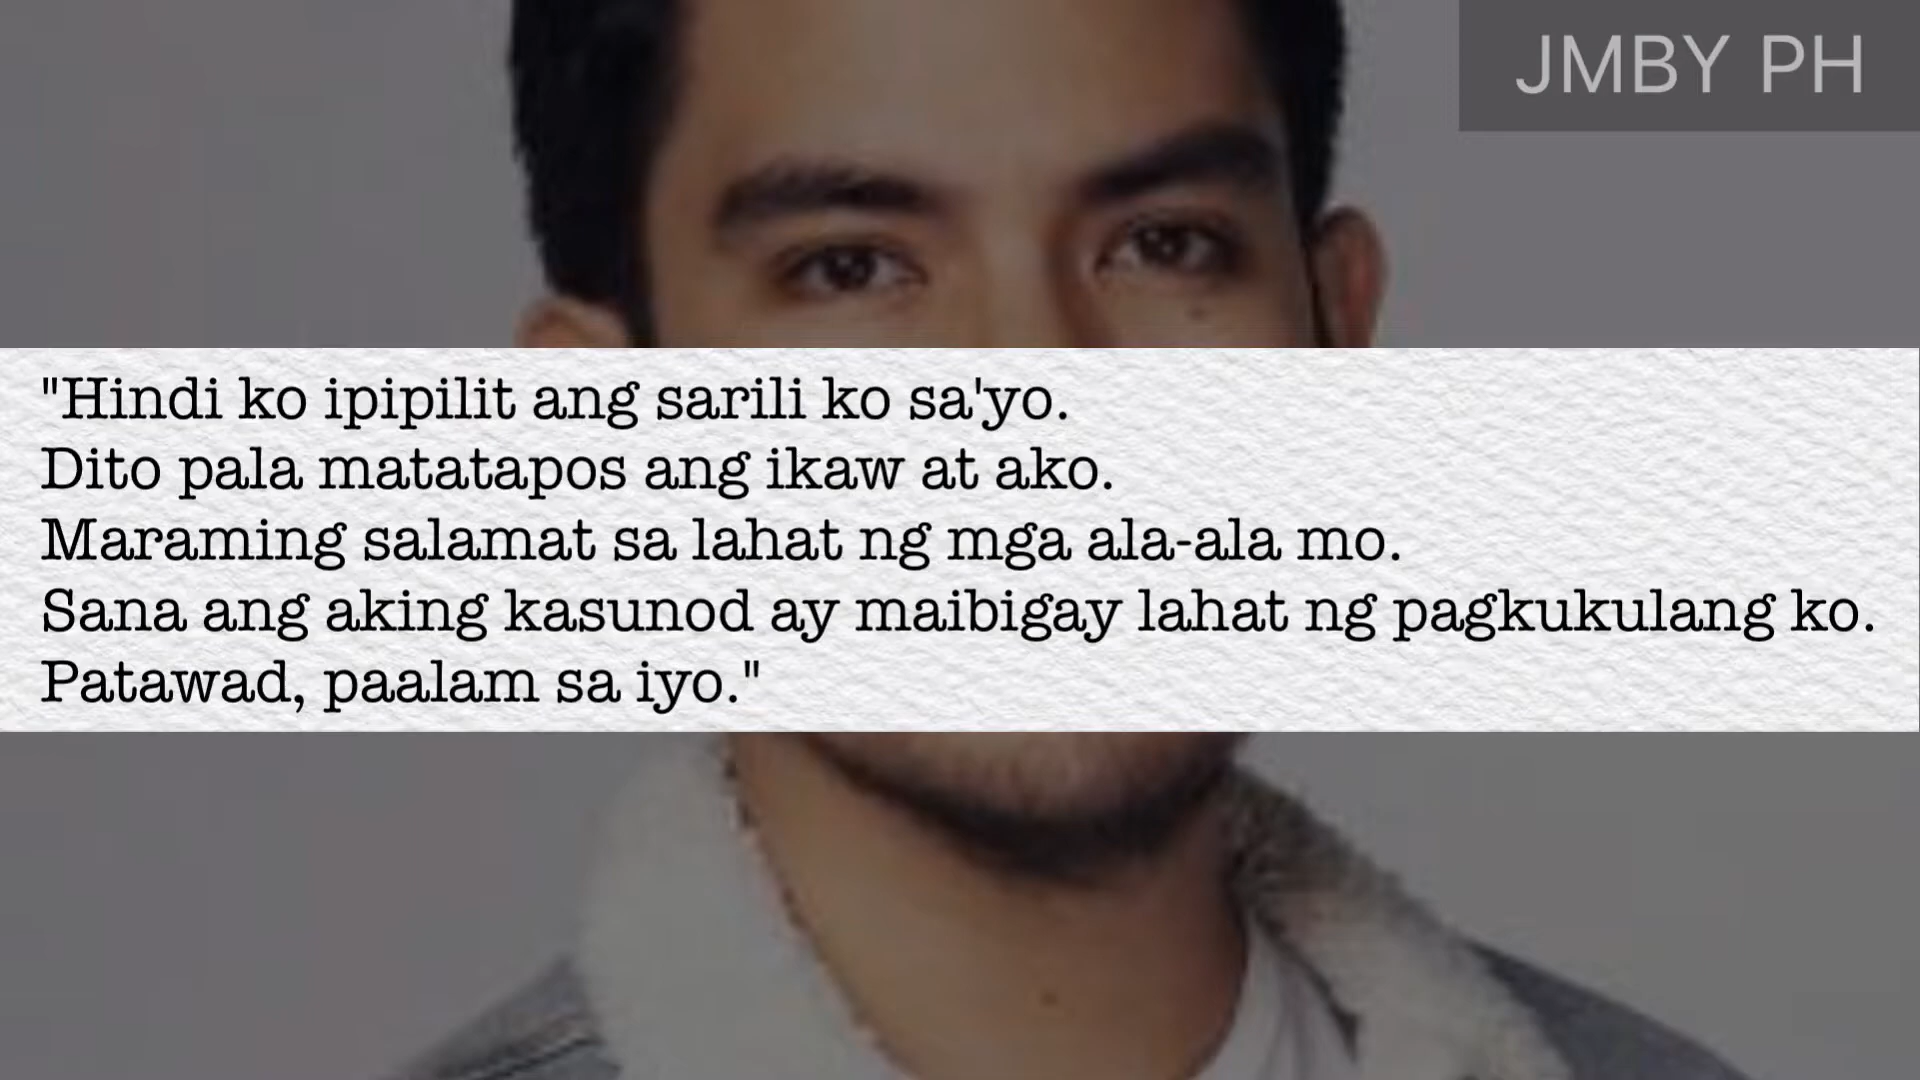 JMBY PH
"Hindi ko ipipilit ang sarili ko sa'yo.
Dito pala matatapos ang ikaw at ako.
Maraming salamat sa lahat ng mga ala-ala mo.
Sana ang aking kasunod ay maibigay lahat ng pagkukulang ko.
Patawad, paalam sa iyo."